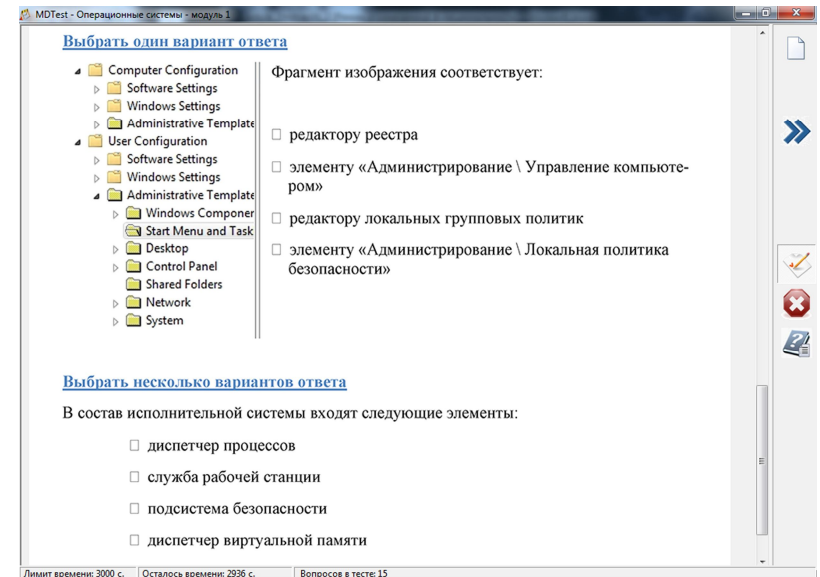 MDTest - Операционные системы - модуль 1
Выбрать один вариант ответа
Computer Configuration
Software Settings
Windows Settings
Administrative Template
User Configuration
Software Settings
Windows Settings
Administrative Template
Windows Componer
Start Menu and Task
Desktop
Control Panel
Shared Folders
Network
System
Фрагмент изображения соответствует:
редактору реестра
элементу «Администрирование \ Управление компьюте-
ром»
редактору локальных групповых политик
элементу «Администрирование \ Локальная политика
безопасности»
Выбрать несколько вариантов ответа
В состав исполнительной системы входят следующие элементы:
диспетчер процессов
служба рабочей станции
подсистема безопасности
диспетчер виртуальной памяти
Лимит времени: 3000 с.
Осталось времени: 2936 с.
Вопросов в тесте: 15